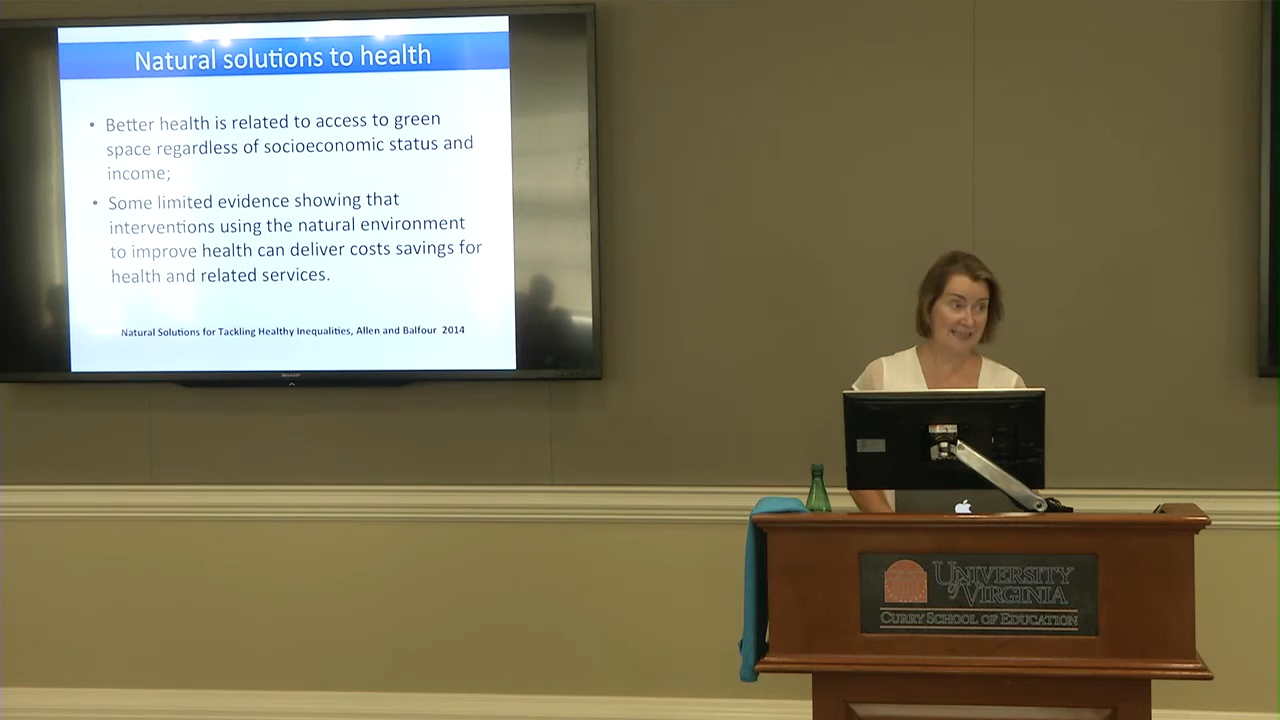 Natural solutions to health
• Better health is related to access to green
space regardless of socioeconomic status and
income;
• Some limited evidence showing that
interventions using the natural environment
to improve health can deliver costs savings for
health and related services.
Natural Solutions for Tackling Healthy Inequalities, Allen and Balfour 2014
SHARP
UNIVERSITY
of VIRGINIA
CURRY SCHOOL OF EDUCATION